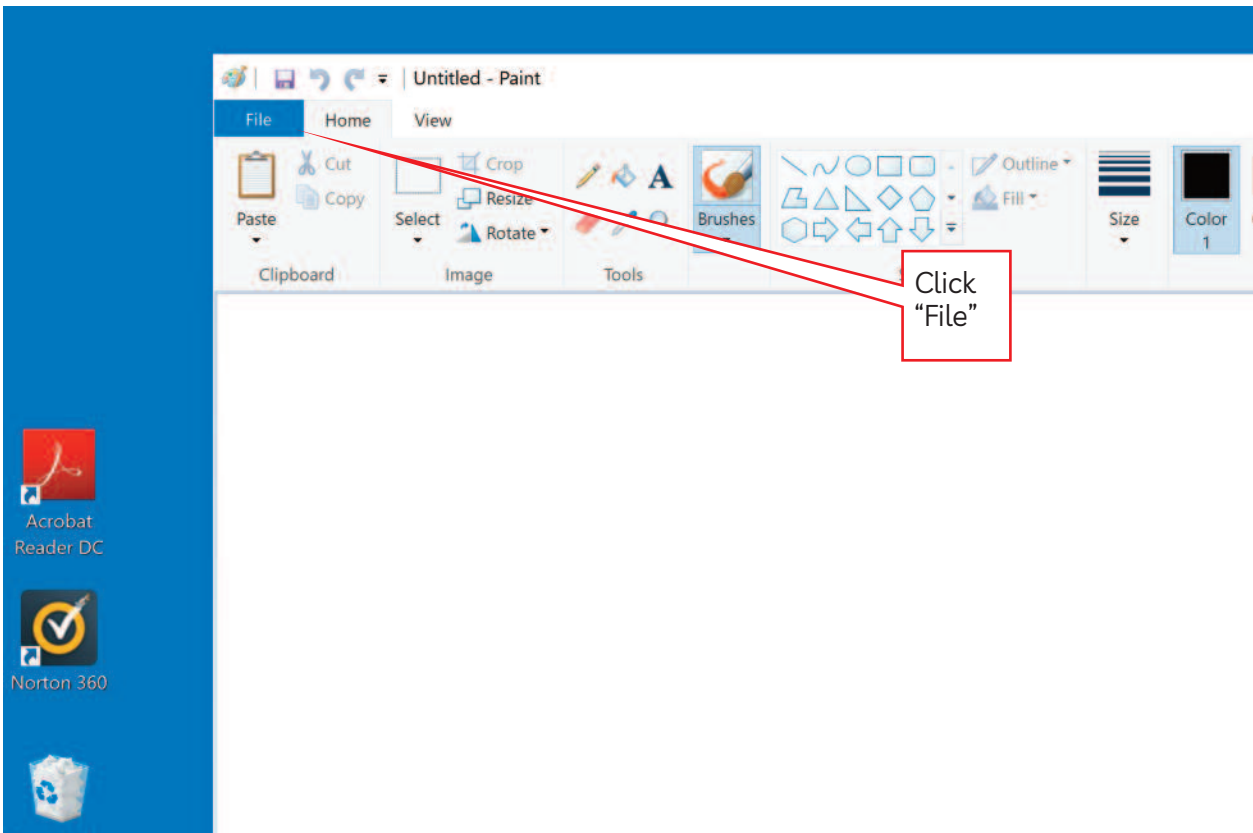 Untitled - Paint
File Home View
Cut
Copy
Paste
Clipboard
Crop
Resize
Rotate
Select
Image
A
Tools
Brushes
Outline
Fill
Size
Color
1
Click
“File”
Acrobat
Reader DC
Norton 360